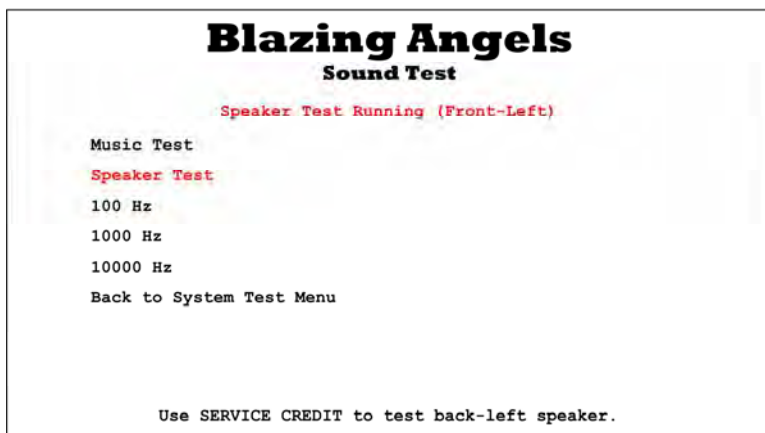 Blazing Angels
Sound Test
Speaker Test Running (Front-Left)
Music Test
Speaker Test
100 Hz
1000 Hz
10000 Hz
Back to System Test Menu
Use SERVICE CREDIT to test back-left speaker.